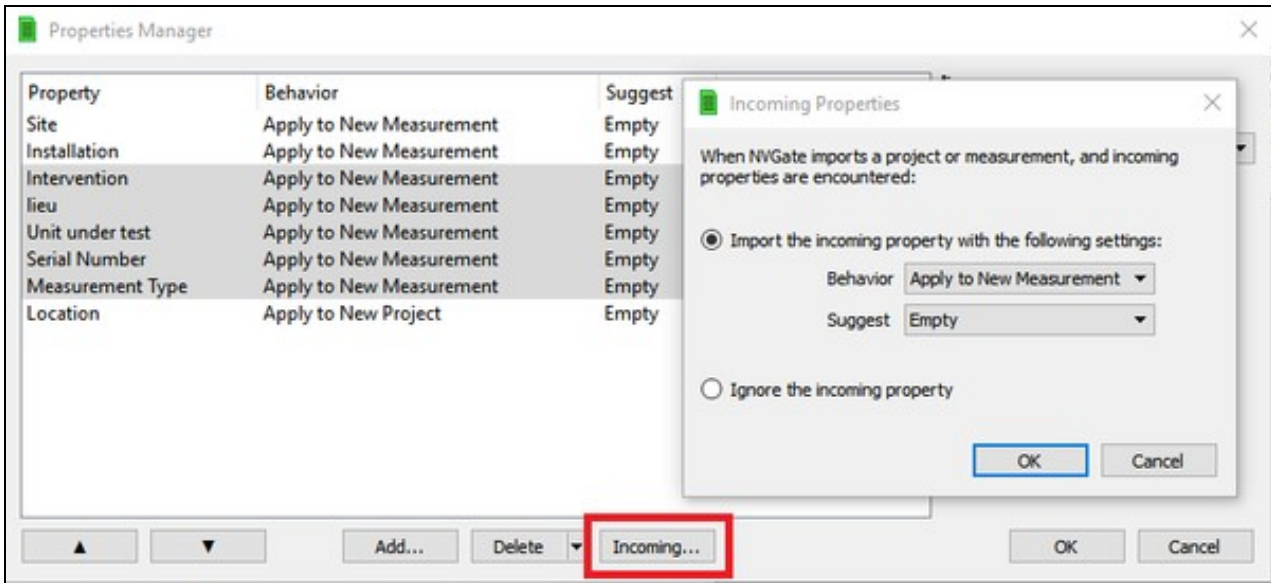 Properties Manager
Property Behavior Suggest
Site Apply to New Measurement Empty
Installation Apply to New Measurement Empty
Intervention Apply to New Measurement Empty
lieu Apply to New Measurement Empty
Unit under test Apply to New Measurement Empty
Serial Number Apply to New Measurement Empty
Measurement Type Apply to New Measurement Empty
Location Apply to New Project Empty
Incoming Properties
When NVGate imports a project or measurement, and incoming
properties are encountered:
Import the incoming property with the following settings:
Behavior Apply to New Measurement
Suggest Empty
Ignore the incoming property
OK Cancel
Add... Delete Incoming... OK Cancel